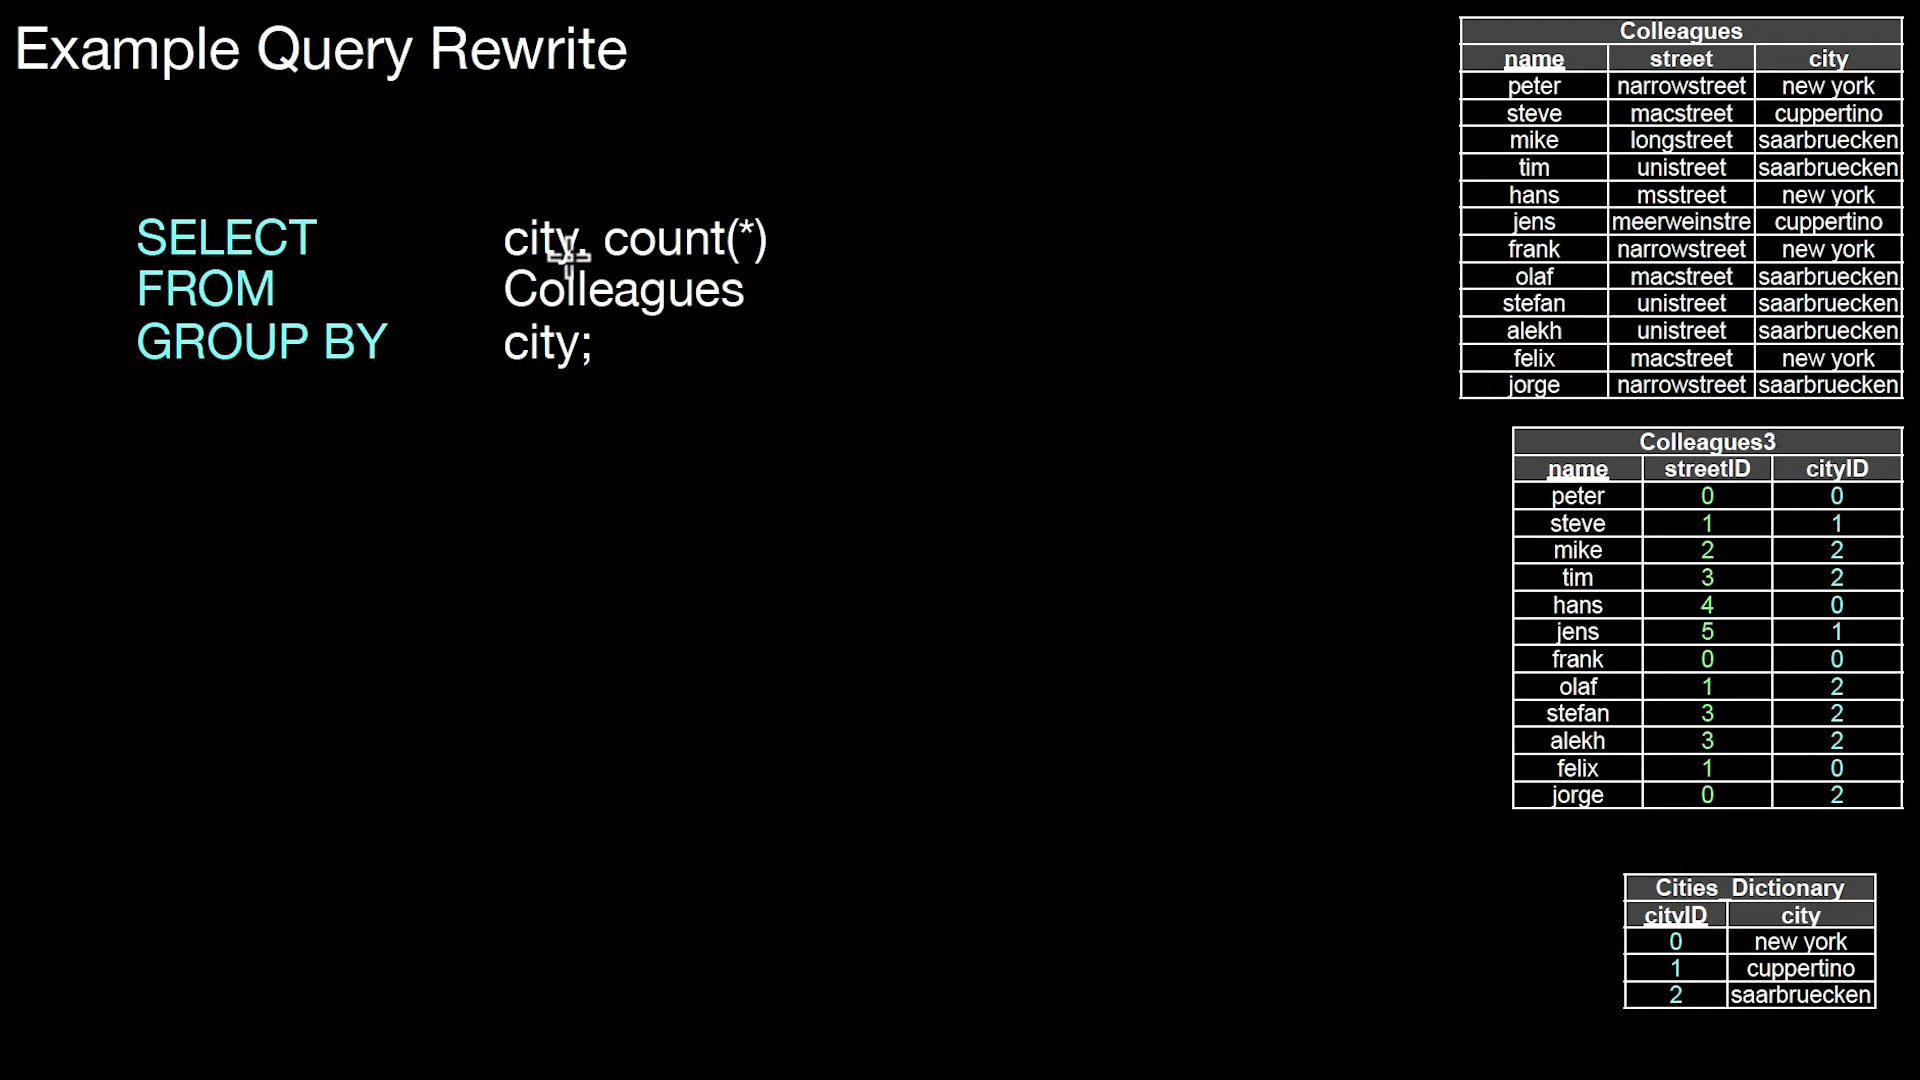 Example Query Rewrite
SELECT city, count(*)
FROM Colleagues
GROUP BY city;
Colleagues
name street city
peter narrowstreet new york
steve macstreet cuppertino
mike longstreet saarbruecken
tim unistreet saarbruecken
hans msstreet new york
jens meerweinstre cuppertino
frank narrowstreet new york
olaf macstreet saarbruecken
stefan unistreet saarbruecken
alekh unistreet saarbruecken
felix macstreet new york
jorge narrowstreet saarbruecken
Colleagues3
name streetID cityID
peter 0 0
steve 1 1
mike 2 2
tim 3 2
hans 4 0
jens 5 1
frank 0 0
olaf 1 2
stefan 3 2
alekh 3 2
felix 1 0
jorge 0 2
Cities_Dictionary
cityID city
0 new york
1 cuppertino
2 saarbruecken